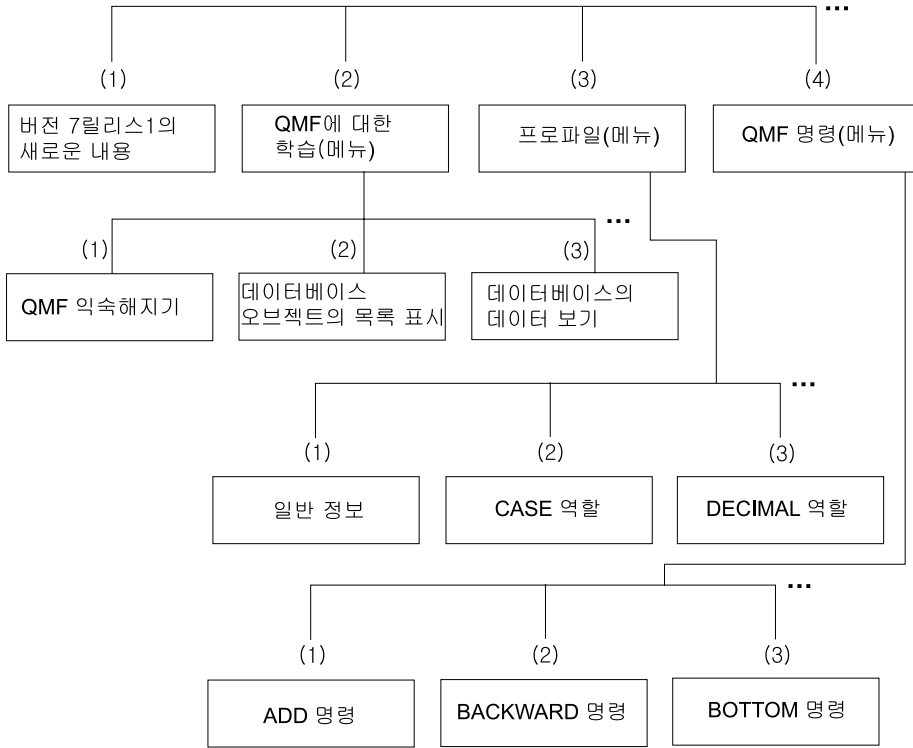 ...
(1)
(2)
(3)
(4)
버전 7릴리스1의
새로운 내용
QMF에 대한
학습(메뉴)
프로파일(메뉴)
QMF 명령(메뉴)
...
(1)
(2)
(3)
QMF 익숙해지기
데이터베이스
오브젝트의 목록 표시
데이터베이스의
데이터 보기
...
(1)
(2)
(3)
일반 정보
CASE 역할
DECIMAL 역할
...
(1)
(2)
(3)
ADD 명령
BACKWARD 명령
BOTTOM 명령